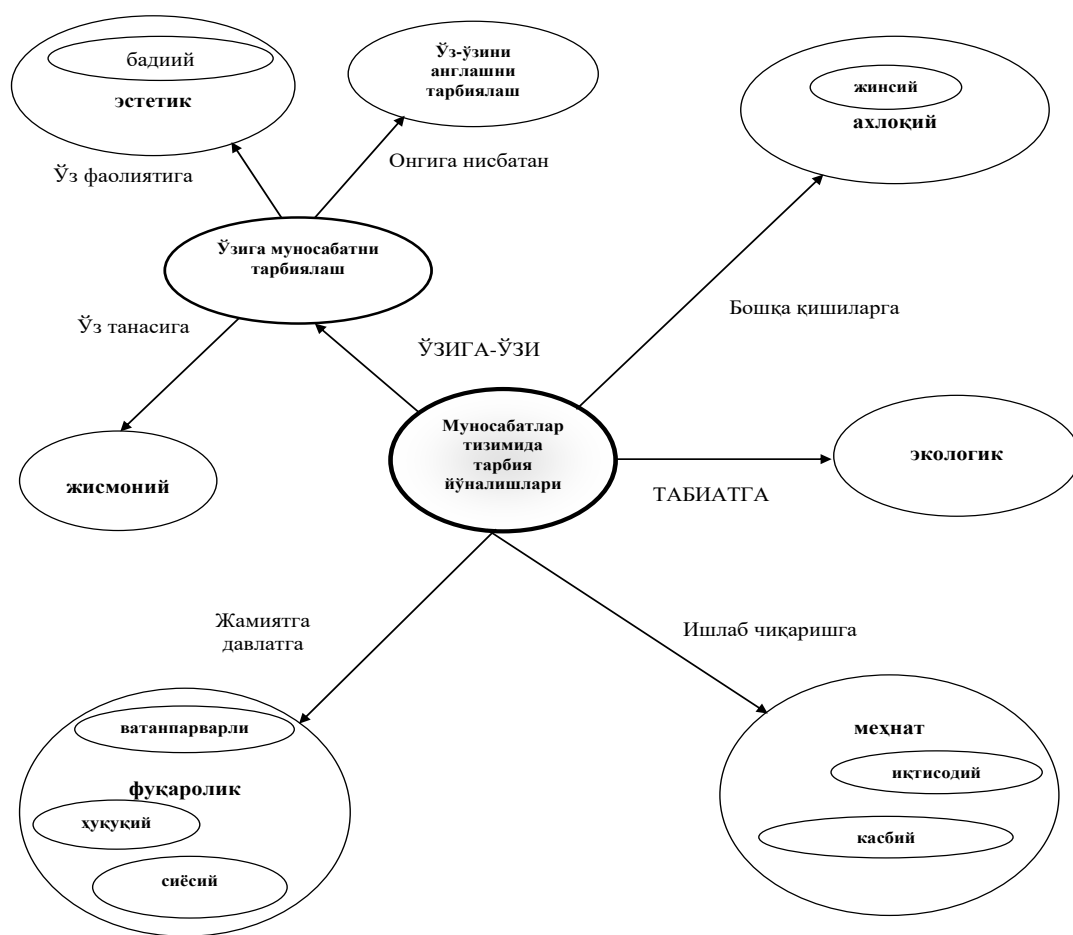 бадиий
эстетик
Ўз-ўзини
англашни
тарбиялаш
жинсий
ахлоқий
Ўз фаолиятига
Онгига нисбатан
Ўзига муносабатни
тарбиялаш
Ўз танасига
Бошқа қишиларга
ЎЗИГА-ЎЗИ
Муносабатлар
тизимида
тарбия
йўналишлари
экологик
ТАБИАТГА
жисмоний
Жамиятга
давлатга
Ишлаб чиқаришга
ватанпарварли
фуқаролик
ҳуқуқий
сиёсий
меҳнат
иқтисодий
касбий